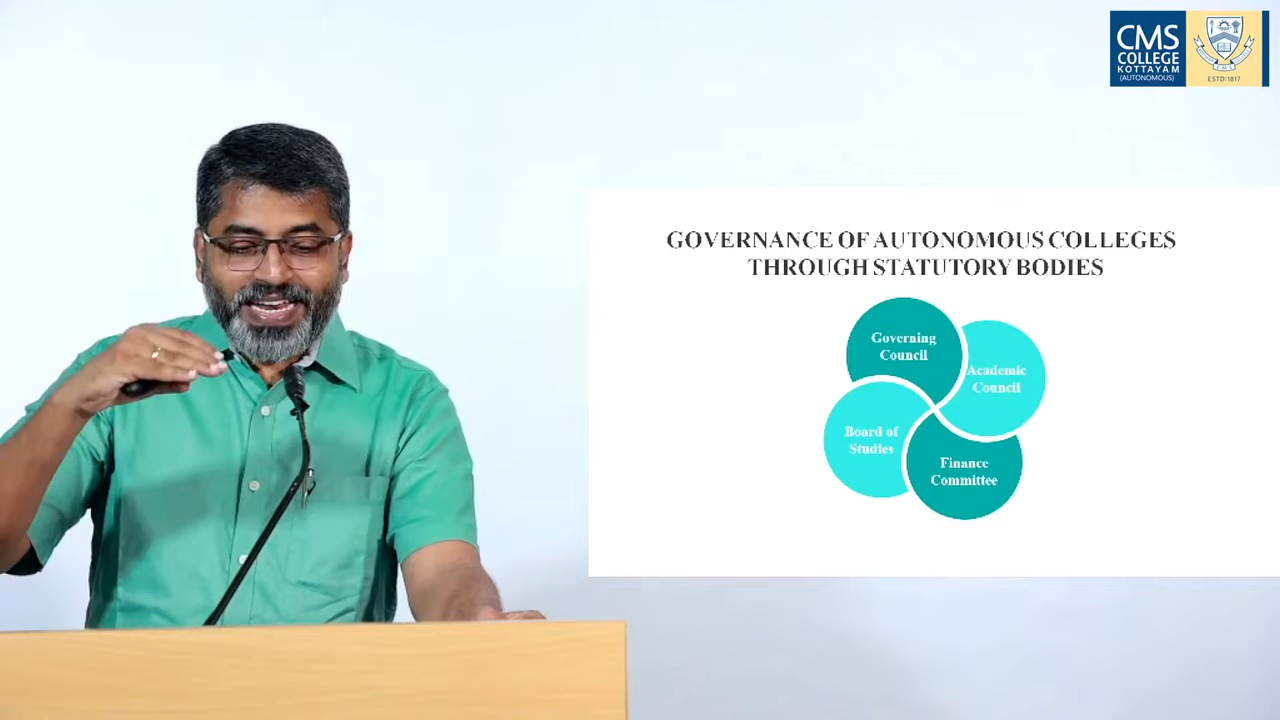 CMS
COLLEGE
KOTTAYAM
(AUTONOMOUS)
ESTD:1817
GOVERNANCE OF AUTONOMOUS COLLEGES
THROUGH STATUTORY BODIES
Governing
Council
Academic
Council
Board of
Studies
Finance
Committee